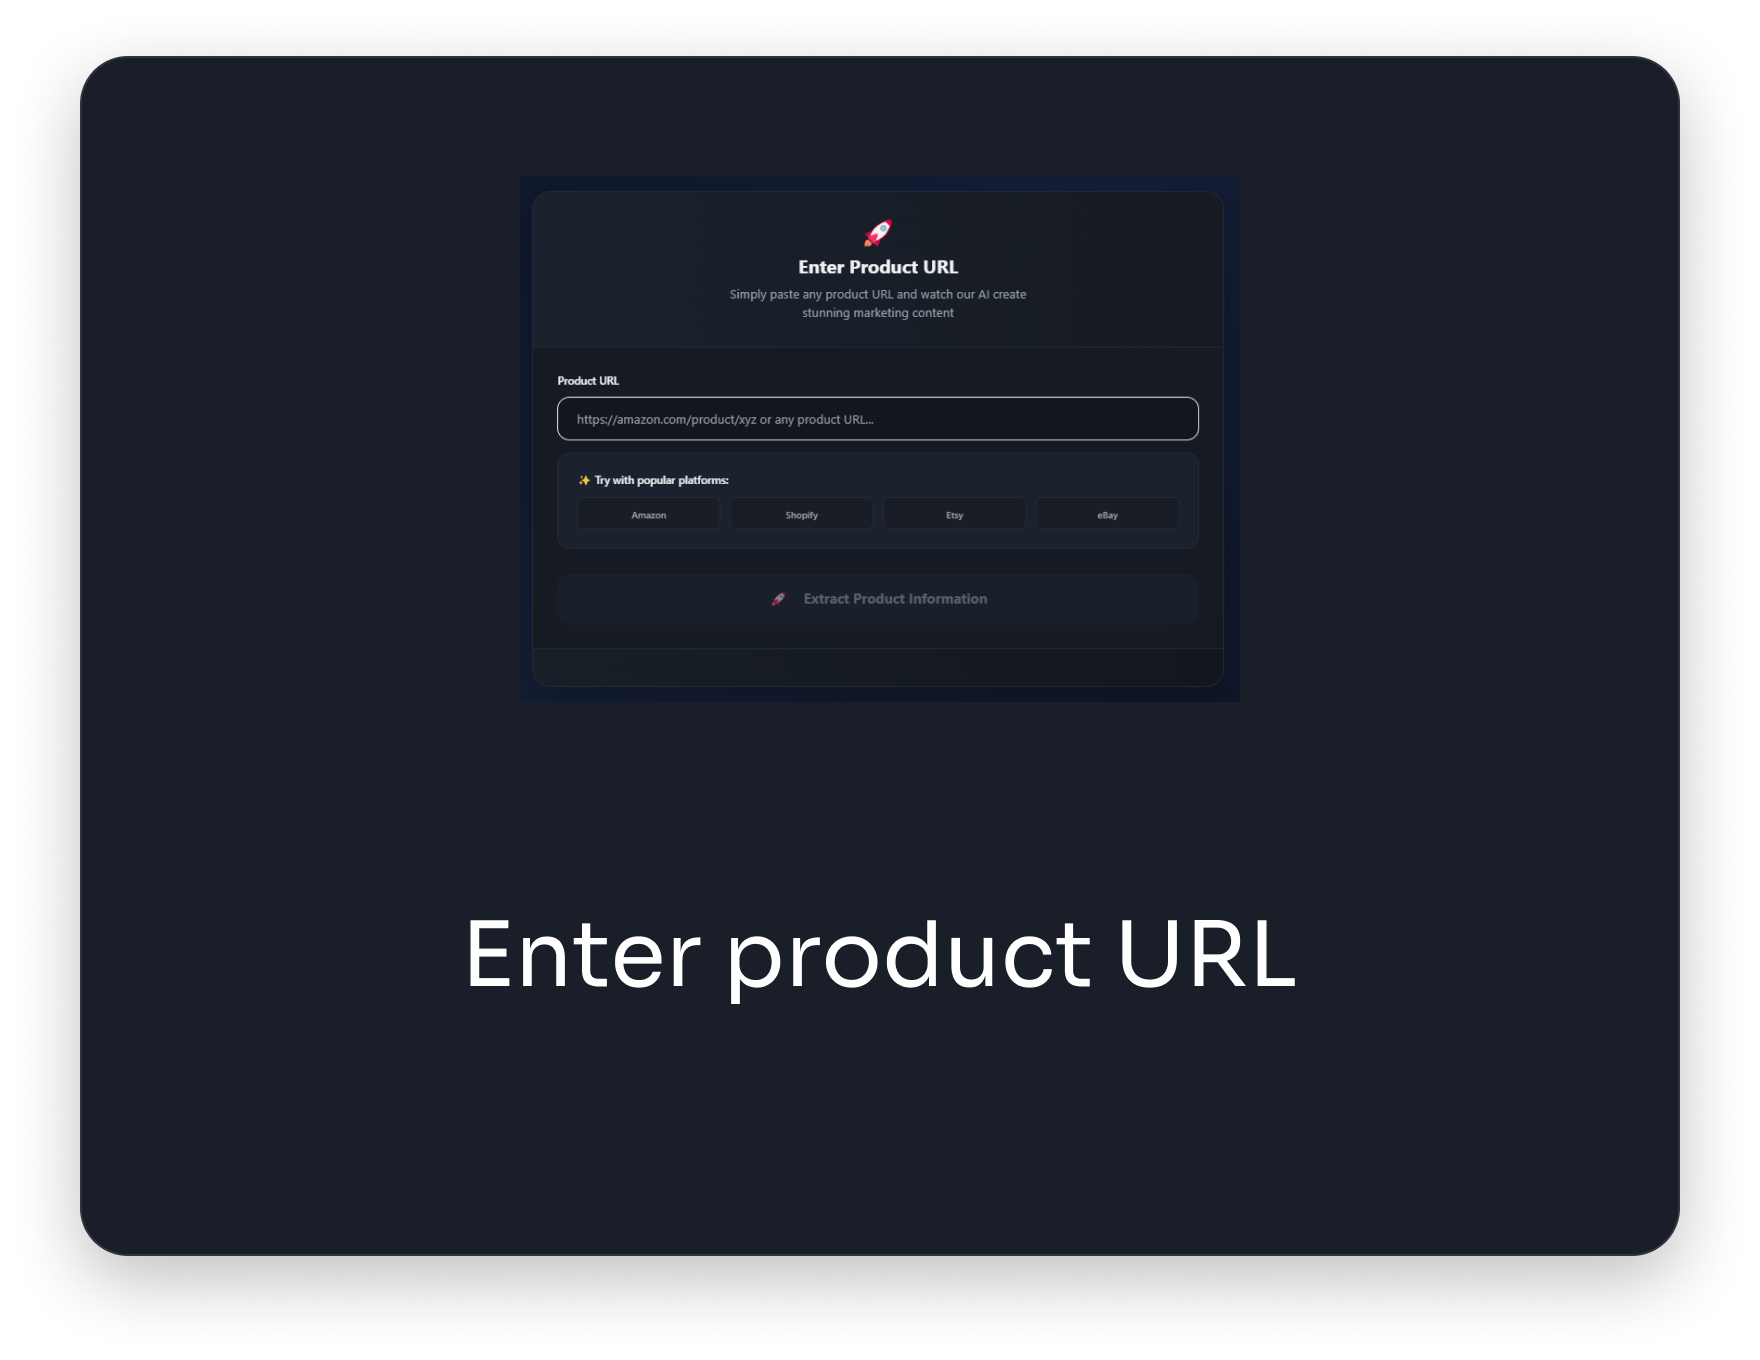 Enter Product URL
Simply paste any product URL and watch our AI create
stunning marketing content
Product URL
https://amazon.com/product/xyz or any product URL...
✨ Try with popular platforms:
Amazon
Shopify
Etsy
eBay
🚀 Extract Product Information
Enter product URL